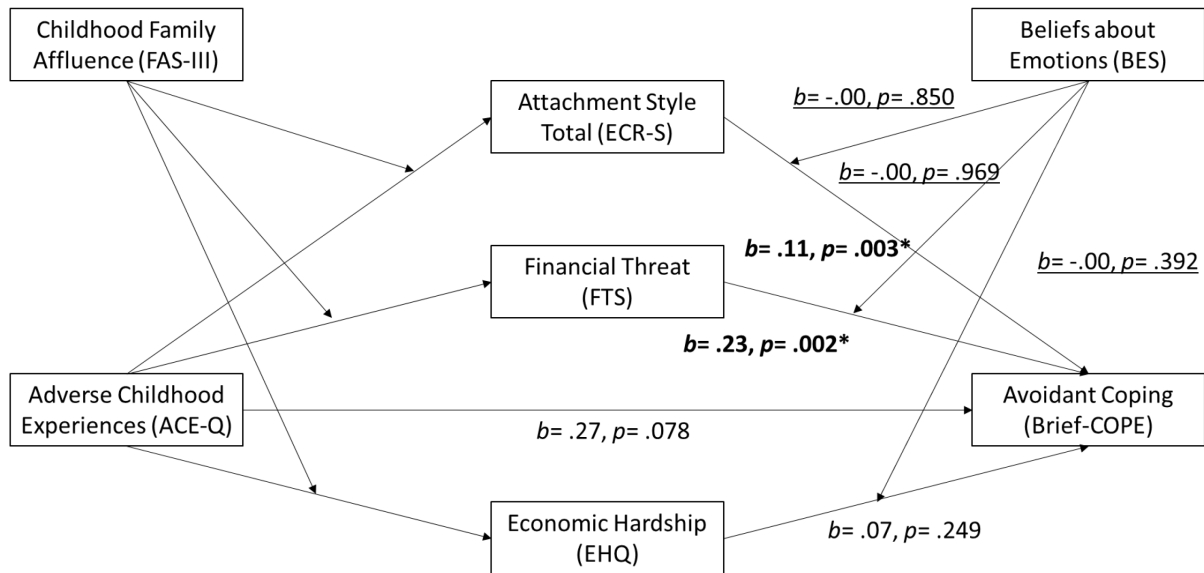 Childhood Family
Affluence (FAS-III)
Beliefs about
Emotions (BES)
Attachment Style
Total (ECR-S)
b= -.00, p= .850
b= -.00, p= .969
b= .11, p= .003*
Financial Threat
(FTS)
b= -.00, p= .392
b= .23, p= .002*
Adverse Childhood
Experiences (ACE-Q)
Avoidant Coping
(Brief-COPE)
b= .27, p= .078
Economic Hardship
(EHQ)
b= .07, p= .249